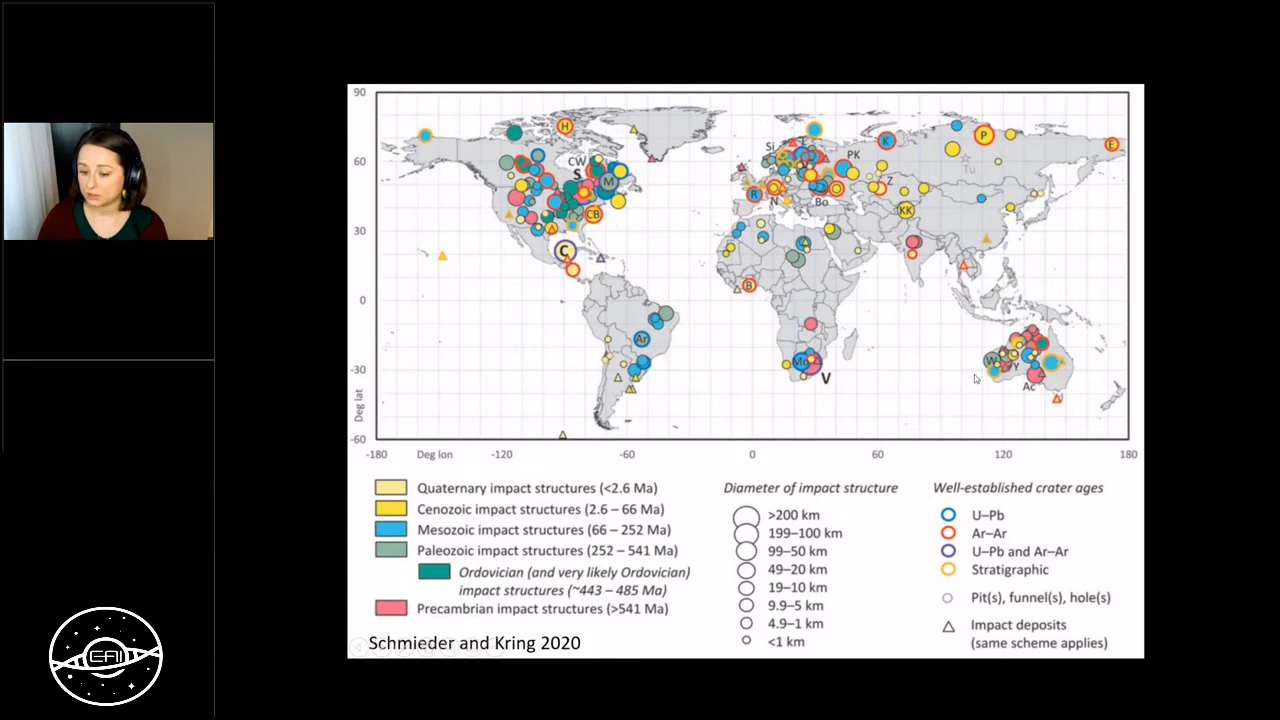 90
60
30
0
-30
-60
Deg lat
-180
Deg lon
-120
-60
0
60
120
180
H
CW
S
M
CB
C
Ar
Si
PK
K
P
E
Tu
Z
R
N
Bo
KK
B
Mo
V
W
Y
Ac
Quaternary impact structures (<2.6 Ma)
Cenozoic impact structures (2.6 – 66 Ma)
Mesozoic impact structures (66 – 252 Ma)
Paleozoic impact structures (252 – 541 Ma)
Ordovician (and very likely Ordovician)
impact structures (~443 – 485 Ma)
Precambrian impact structures (>541 Ma)
Diameter of impact structure
>200 km
199–100 km
99–50 km
49–20 km
19–10 km
9.9–5 km
4.9–1 km
<1 km
Well-established crater ages
U–Pb
Ar–Ar
U–Pb and Ar–Ar
Stratigraphic
Pit(s), funnel(s), hole(s)
Impact deposits
(same scheme applies)
Schmieder and Kring 2020
EAI